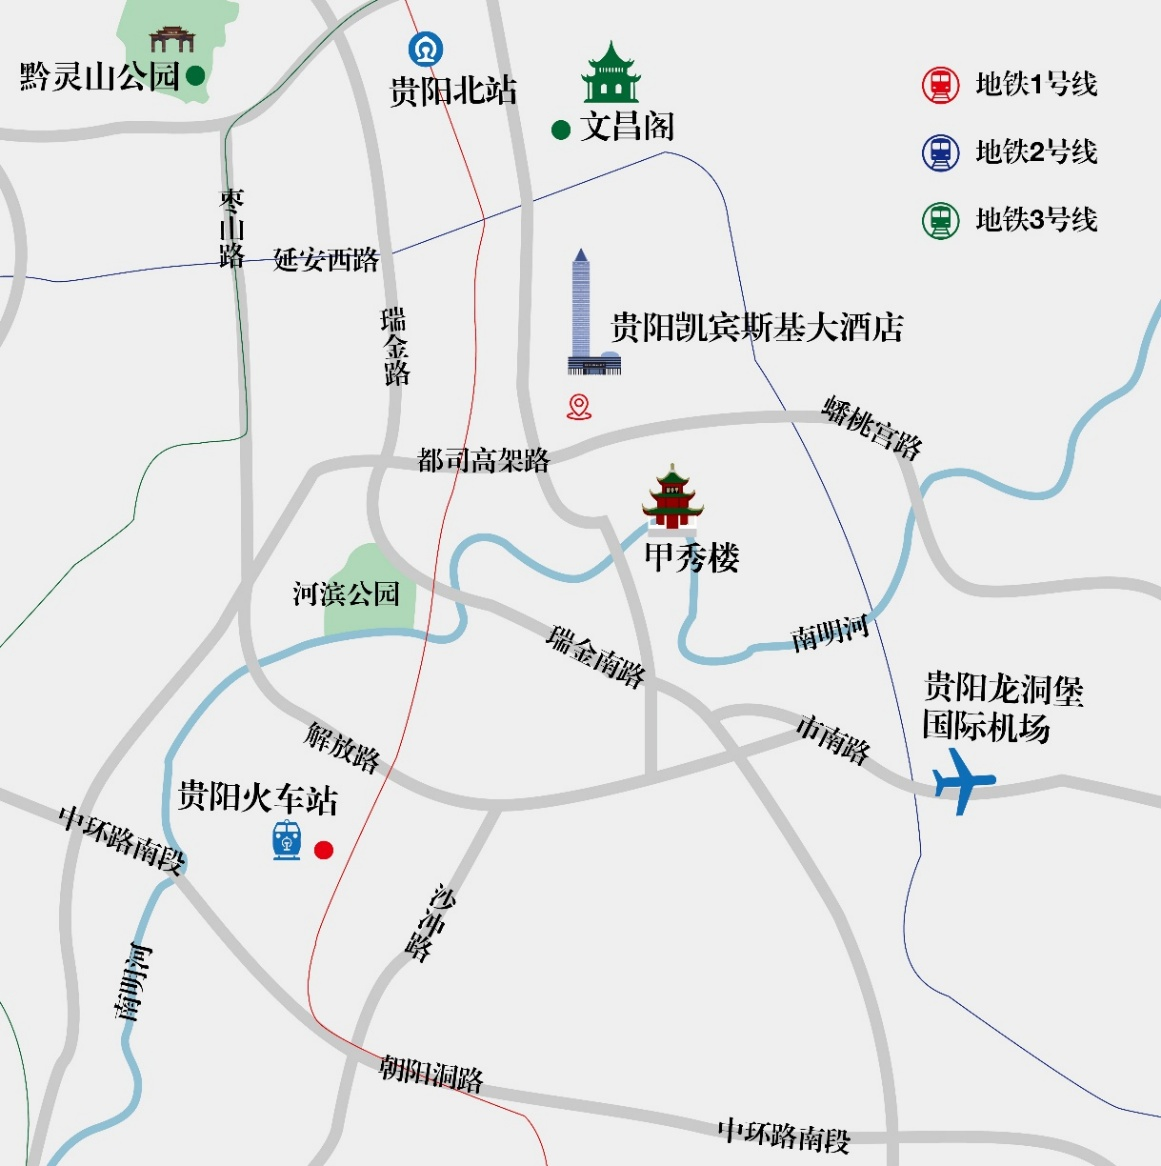 黔灵山公园
贵阳北站
文昌阁
地铁1号线
地铁2号线
地铁3号线
枣山路
延安西路
瑞金路
贵阳凯宾斯基大酒店
蟠桃宫路
都司高架路
甲秀楼
河滨公园
瑞金南路
南明河
贵阳龙洞堡
国际机场
市南路
解放路
贵阳火车站
中环路南段
沙冲路
南明河
朝阳洞路
中环路南段